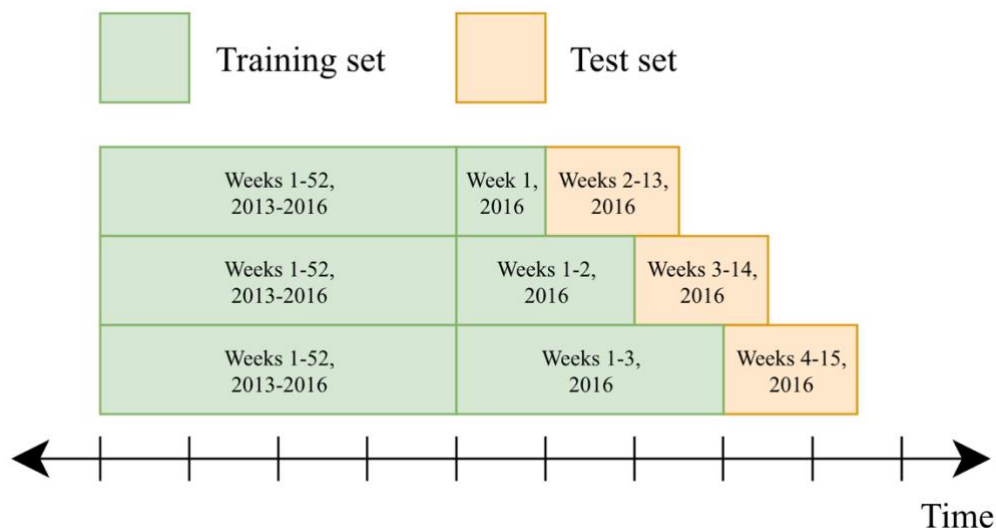 Training set
Test set
Weeks 1-52,
2013-2016
Week 1,
2016
Weeks 2-13,
2016
Weeks 1-52,
2013-2016
Weeks 1-2,
2016
Weeks 3-14,
2016
Weeks 1-52,
2013-2016
Weeks 1-3,
2016
Weeks 4-15,
2016
Time